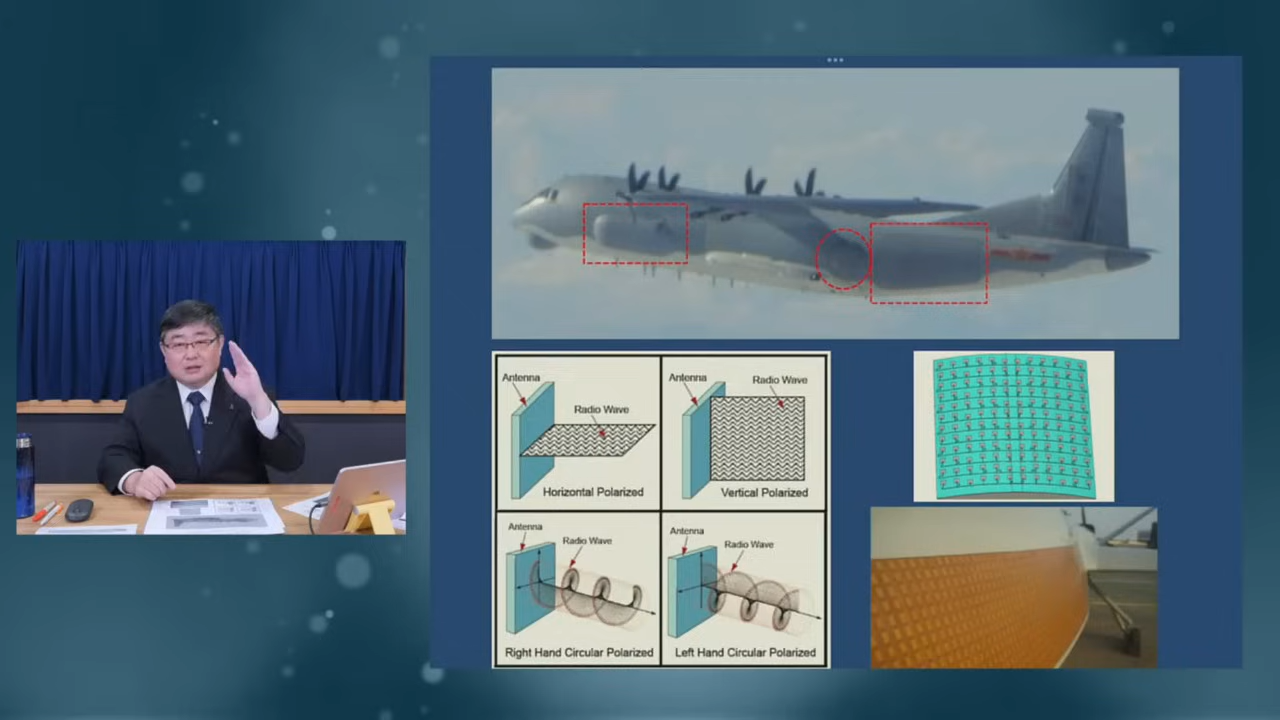 Antenna
Radio Wave
Horizontal Polarized
Antenna
Radio Wave
Vertical Polarized
Antenna
Radio Wave
Right Hand Circular Polarized
Antenna
Radio Wave
Left Hand Circular Polarized